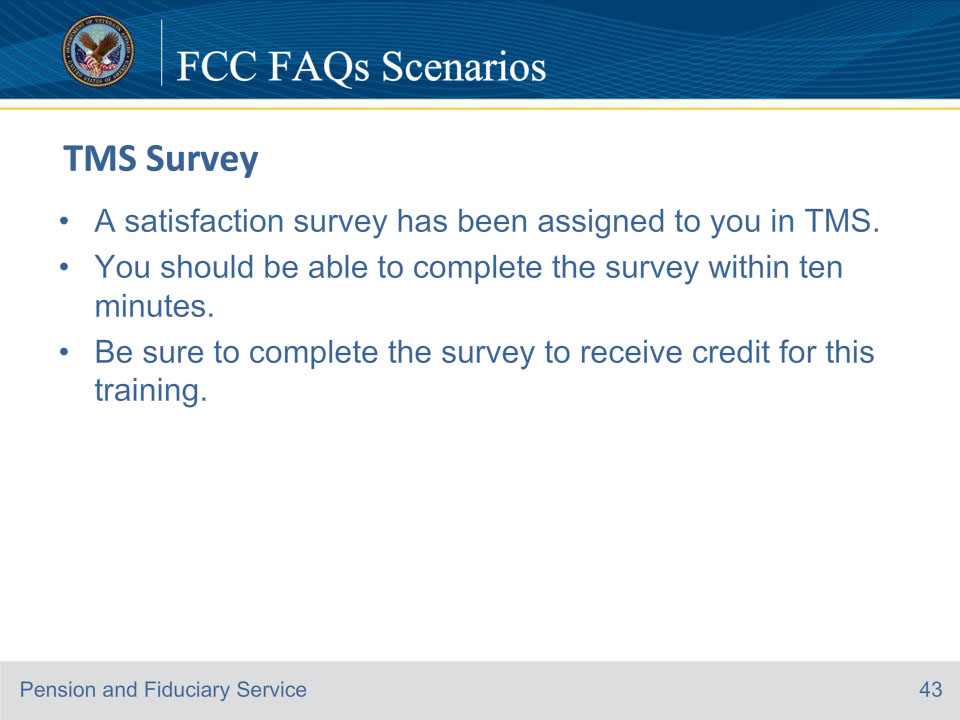 FCC FAQs Scenarios
TMS Survey
• A satisfaction survey has been assigned to you in TMS.
• You should be able to complete the survey within ten
minutes.
• Be sure to complete the survey to receive credit for this
training.
Pension and Fiduciary Service
43